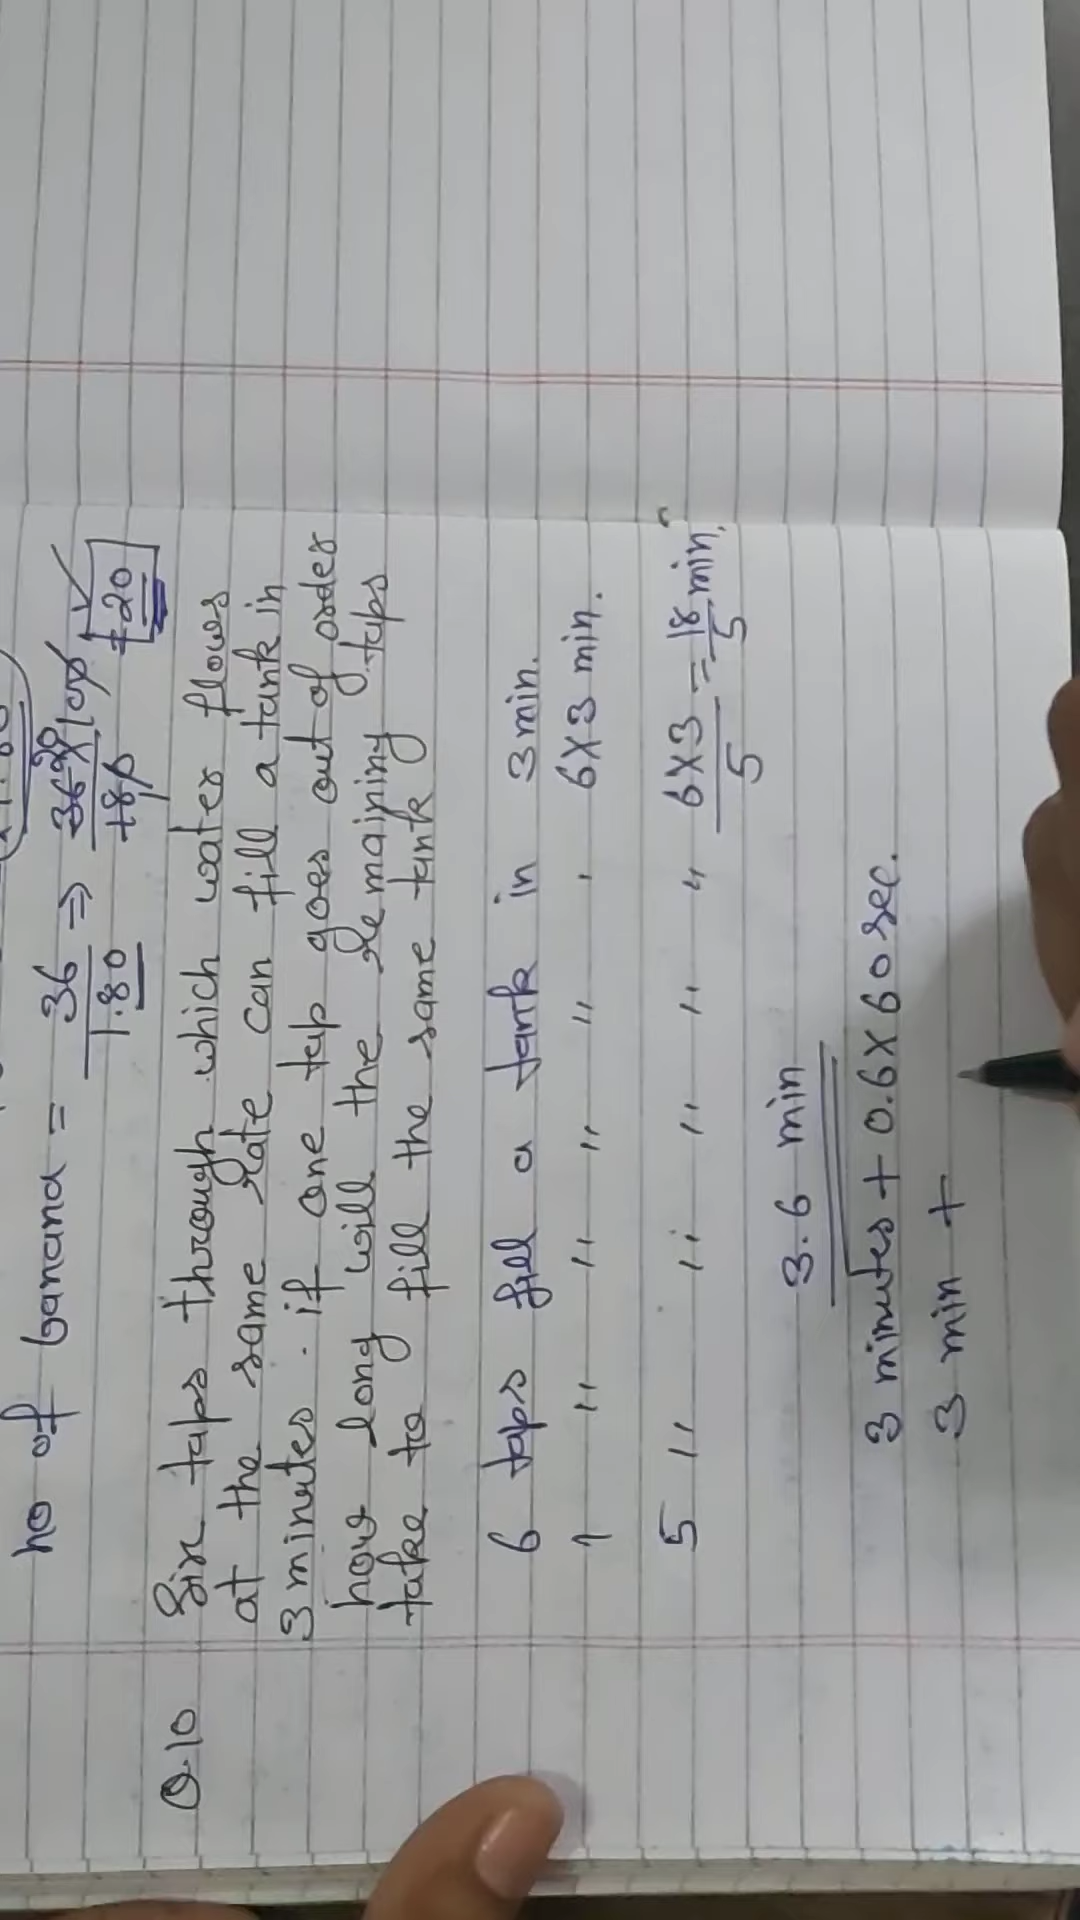 no of banana = 36/1.80 ⇒ 36 20 × 100/180 = 20
Q.10 Six taps through which water flows
at the same rate can fill a tank in
3 minutes. if one tap goes out of order
how long will the remaining taps
take to fill the same tank
6 taps fill a tank in 3 min.
1 " " " " " , 6×3 min.
5 " " " " " 6×3/5 = 18/5 min.
3.6 min
3 minutes + 0.6×60 sec.
3 min +